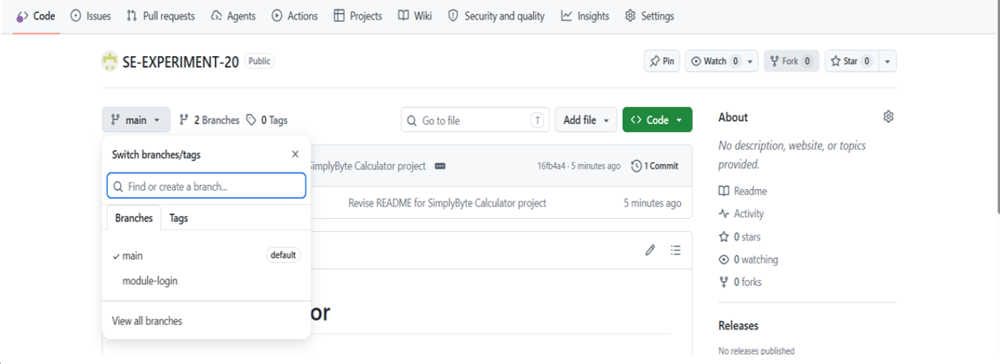 Code Issues Pull requests Agents Actions Projects Wiki Security and quality Insights Settings
SE-EXPERIMENT-20 Public
Pin Watch 0 Fork 0 Star 0
main 2 Branches 0 Tags Go to file T Add file Code
Switch branches/tags
Find or create a branch...
Branches Tags
main default
module-login
View all branches
SimplyByte Calculator project 16fb4a4 · 5 minutes ago 1 Commit
Revise README for SimplyByte Calculator project 5 minutes ago
or
About
No description, website, or topics
provided.
Readme
Activity
0 stars
0 watching
0 forks
Releases
No releases published